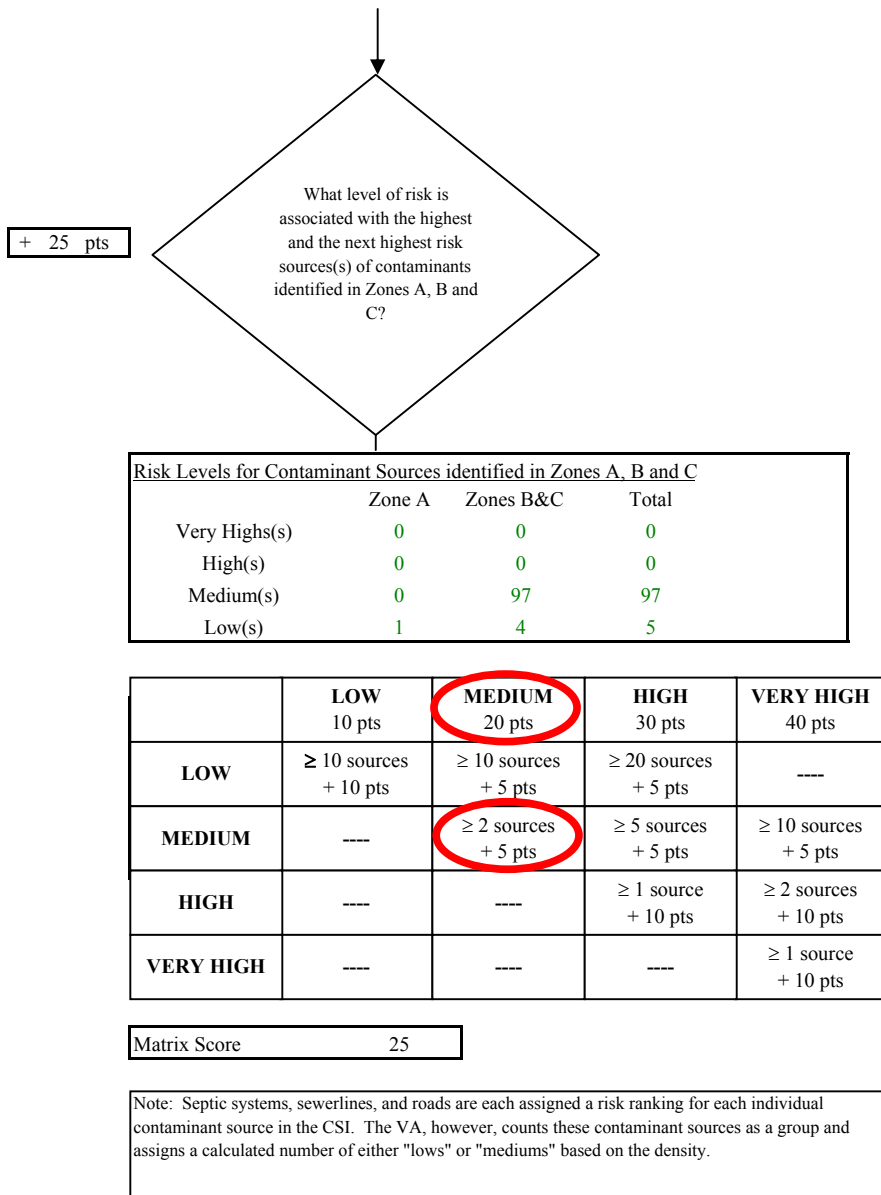 What level of risk is
associated with the highest
and the next highest risk
sources(s) of contaminants
identified in Zones A, B and
C?
+ 25 pts
Risk Levels for Contaminant Sources identified in Zones A, B and C
Zone A Zones B&C Total
Very Highs(s) 0 0 0
High(s) 0 0 0
Medium(s) 0 97 97
Low(s) 1 4 5
LOW MEDIUM HIGH VERY HIGH
10 pts 20 pts 30 pts 40 pts
LOW ≥ 10 sources ≥ 10 sources ≥ 20 sources ----
+ 10 pts + 5 pts + 5 pts
MEDIUM ---- ≥ 2 sources ≥ 5 sources ≥ 10 sources
+ 5 pts + 5 pts + 5 pts
HIGH ---- ---- ≥ 1 source ≥ 2 sources
+ 10 pts + 10 pts
VERY HIGH ---- ---- ---- ≥ 1 source
+ 10 pts
Matrix Score 25
Note: Septic systems, sewerlines, and roads are each assigned a risk ranking for each individual
contaminant source in the CSI. The VA, however, counts these contaminant sources as a group and
assigns a calculated number of either "lows" or "mediums" based on the density.